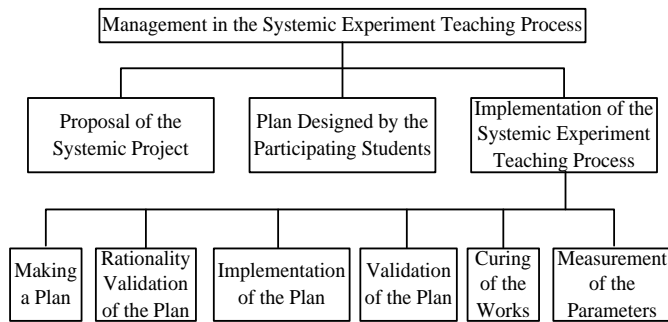 Management in the Systemic Experiment Teaching Process
Proposal of the
Systemic Project
Plan Designed by the
Participating Students
Implementation of the
Systemic Experiment
Teaching Process
Making
a Plan
Rationality
Validation
of the Plan
Implementation
of the Plan
Validation
of the Plan
Curing
of the
Works
Measurement
of the
Parameters